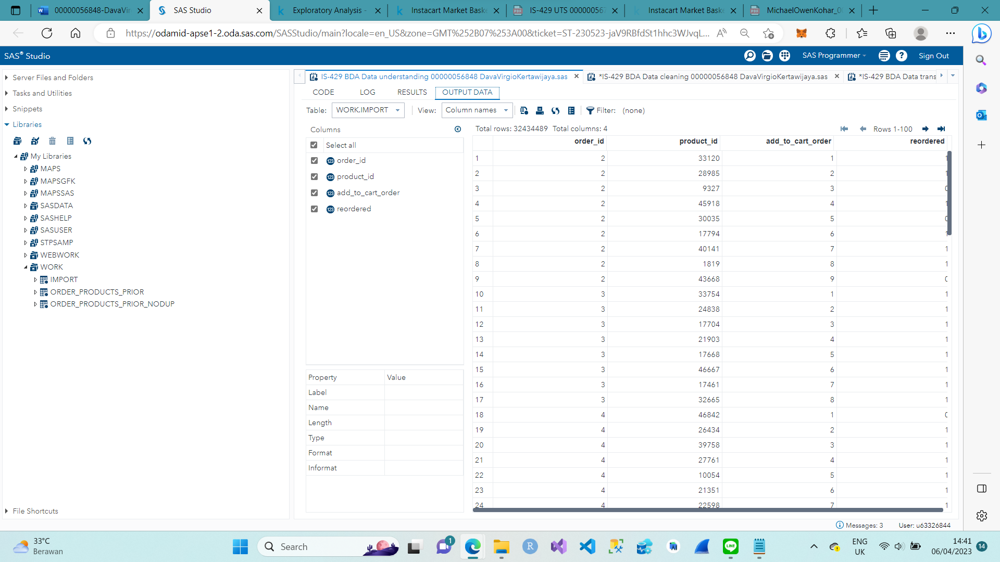 00000056848-DavaVir
SAS Studio
Exploratory Analysis -
Instacart Market Baske
IS-429 UTS 000000567
Instacart Market Baske
MichaelOwenKohar_0
https://odamid-apse1-2.oda.sas.com/SASStudio/main?locale=en_US&zone=GMT%252B07%253A00&ticket=ST-230523-jaV9RBfdSt1hhc3WJvqL...
SAS® Studio
SAS Programmer
Sign Out
Server Files and Folders
Tasks and Utilities
Snippets
Libraries
My Libraries
MAPS
MAPSGFK
MAPSSAS
SASDATA
SASHELP
SASUSER
STPSAMP
WEBWORK
WORK
IMPORT
ORDER_PRODUCTS_PRIOR
ORDER_PRODUCTS_PRIOR_NODUP
File Shortcuts
IS-429 BDA Data understanding 00000056848 DavaVirgioKertawijaya.sas
*IS-429 BDA Data cleaning 00000056848 DavaVirgioKertawijaya.sas
*IS-429 BDA Data trans
CODE LOG RESULTS OUTPUT DATA
Table: WORK.IMPORT View: Column names Filter: (none)
Columns
Select all
order_id
product_id
add_to_cart_order
reordered
Property Value
Label
Name
Length
Type
Format
Informat
Total rows: 32434489 Total columns: 4
Rows 1-100
order_id product_id add_to_cart_order reordered
1 2 33120 1 1
2 2 28985 2 1
3 2 9327 3 0
4 2 45918 4 1
5 2 30035 5 0
6 2 17794 6 1
7 2 40141 7 1
8 2 1819 8 1
9 2 43668 9 0
10 3 33754 1 1
11 3 24838 2 1
12 3 17704 3 1
13 3 21903 4 1
14 3 17668 5 1
15 3 46667 6 1
16 3 17461 7 1
17 3 32665 8 1
18 4 46842 1 0
19 4 26434 2 1
20 4 39758 3 1
21 4 27761 4 1
22 4 10054 5 1
23 4 21351 6 1
24 4 22598 7 1
Messages: 3 User: u63326844
33°C
Berawan
Search
1
LINE
ENG
UK
14:41
06/04/2023
14